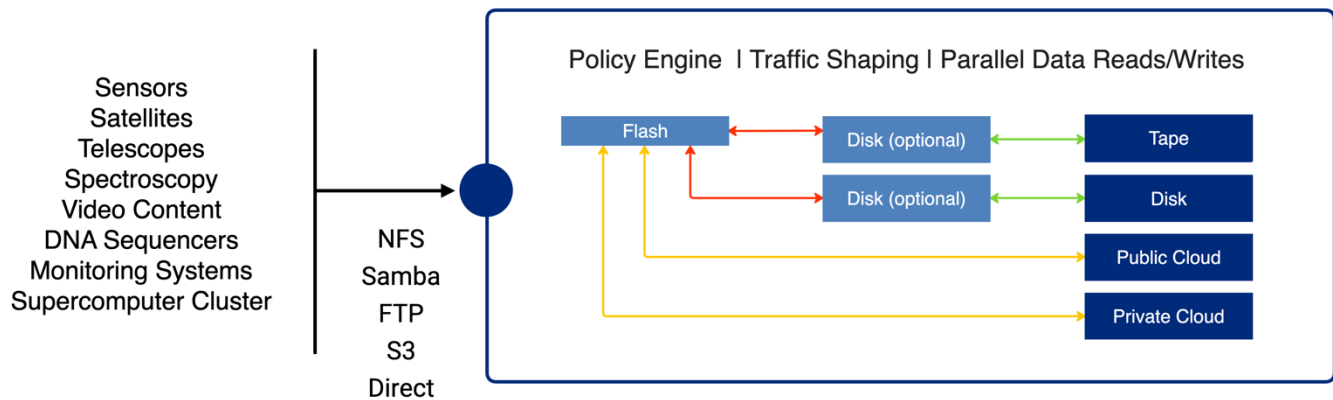 Sensors
Satellites
Telescopes
Spectroscopy
Video Content
DNA Sequencers
Monitoring Systems
Supercomputer Cluster
NFS
Samba
FTP
S3
Direct
Policy Engine | Traffic Shaping | Parallel Data Reads/Writes
Flash
Disk (optional)
Tape
Disk (optional)
Disk
Public Cloud
Private Cloud